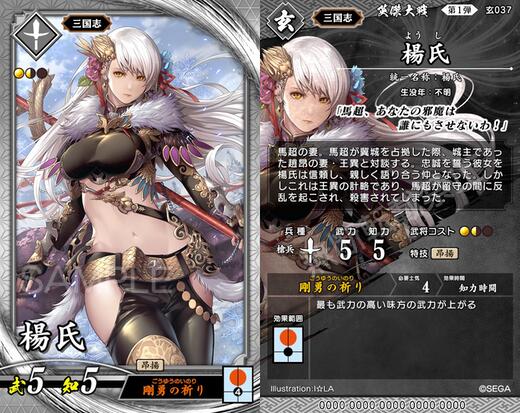 三国志
SAMPLE
楊氏
昂揚
武5 知5
ごうゆうのいのり
剛勇の祈り
4
玄
三国志
英傑大戦
第1弾
玄037
ようし
楊氏
統一名称：楊氏
生没年：不明
「馬超、あなたの邪魔は
誰にもさせないわ！」
馬超の妻。馬超が冀城を占拠した際、城主であっ
た趙昂の妻・王異と対談する。忠誠を誓う彼女を
楊氏は信頼し、親しく語り合う仲となった。しか
しこれは王異の計略であり、馬超が留守の間に反
乱を起こされ、殺害されてしまった。
兵種 武力 知力 武将コスト
槍兵 5 5
特技 昂揚
ごうゆうのいのり
剛勇の祈り
必要士気 効果時間
4 知力時間
最も武力の高い味方の武力が上がる
効果範囲
Illustration:I☆LA
©SEGA
0000-0000-0000-0000-0000